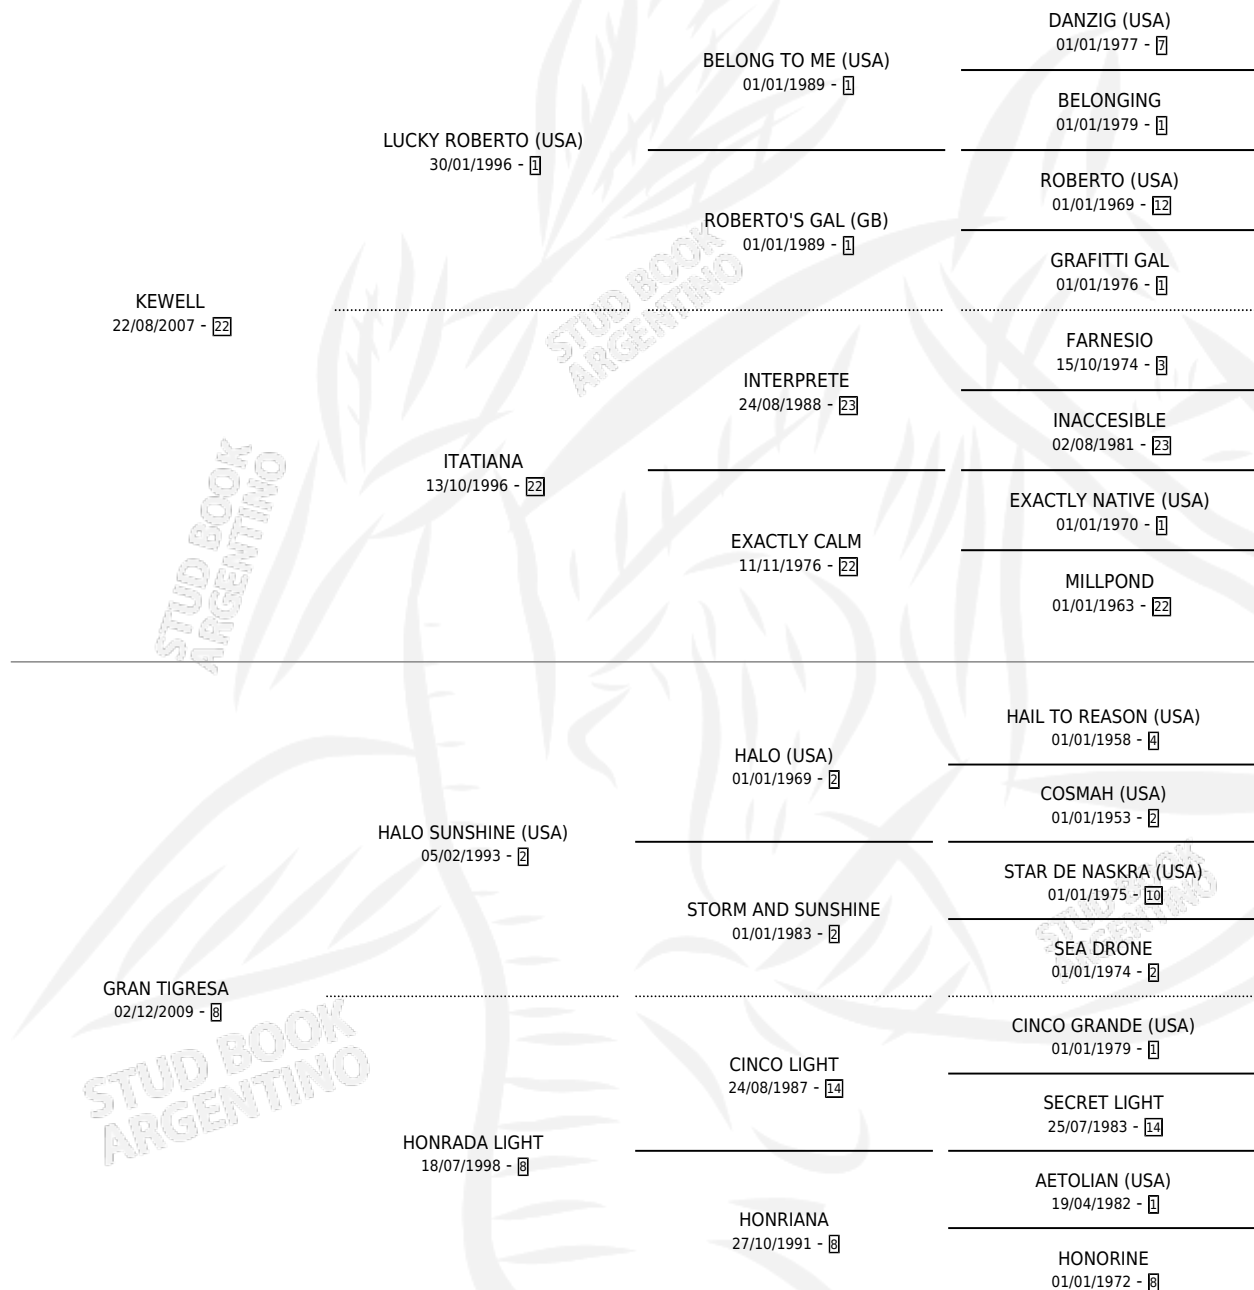 DANZIG (USA)
01/01/1977 - 7
BELONG TO ME (USA)
01/01/1989 - 1
BELONGING
01/01/1979 - 1
LUCKY ROBERTO (USA)
30/01/1996 - 1
ROBERTO (USA)
01/01/1969 - 12
ROBERTO'S GAL (GB)
01/01/1989 - 1
GRAFITTI GAL
01/01/1976 - 1
KEWELL
22/08/2007 - 22
FARNESIO
15/10/1974 - 3
INTERPRETE
24/08/1988 - 23
INACCESIBLE
02/08/1981 - 23
ITATIANA
13/10/1996 - 22
EXACTLY NATIVE (USA)
01/01/1970 - 1
EXACTLY CALM
11/11/1976 - 22
MILLPOND
01/01/1963 - 22
HAIL TO REASON (USA)
01/01/1958 - 4
HALO (USA)
01/01/1969 - 2
COSMAH (USA)
01/01/1953 - 2
HALO SUNSHINE (USA)
05/02/1993 - 2
STAR DE NASKRA (USA)
01/01/1975 - 10
STORM AND SUNSHINE
01/01/1983 - 2
SEA DRONE
01/01/1974 - 2
GRAN TIGRESA
02/12/2009 - 8
CINCO GRANDE (USA)
01/01/1979 - 1
CINCO LIGHT
24/08/1987 - 14
SECRET LIGHT
25/07/1983 - 14
HONRADA LIGHT
18/07/1998 - 8
AETOLIAN (USA)
19/04/1982 - 1
HONRIANA
27/10/1991 - 8
HONORINE
01/01/1972 - 8
STUD BOOK
ARGENTINO
STUD BOOK
ARGENTINO
STUD BOOK
ARGENTINO
STUD BOOK
ARGENTINO